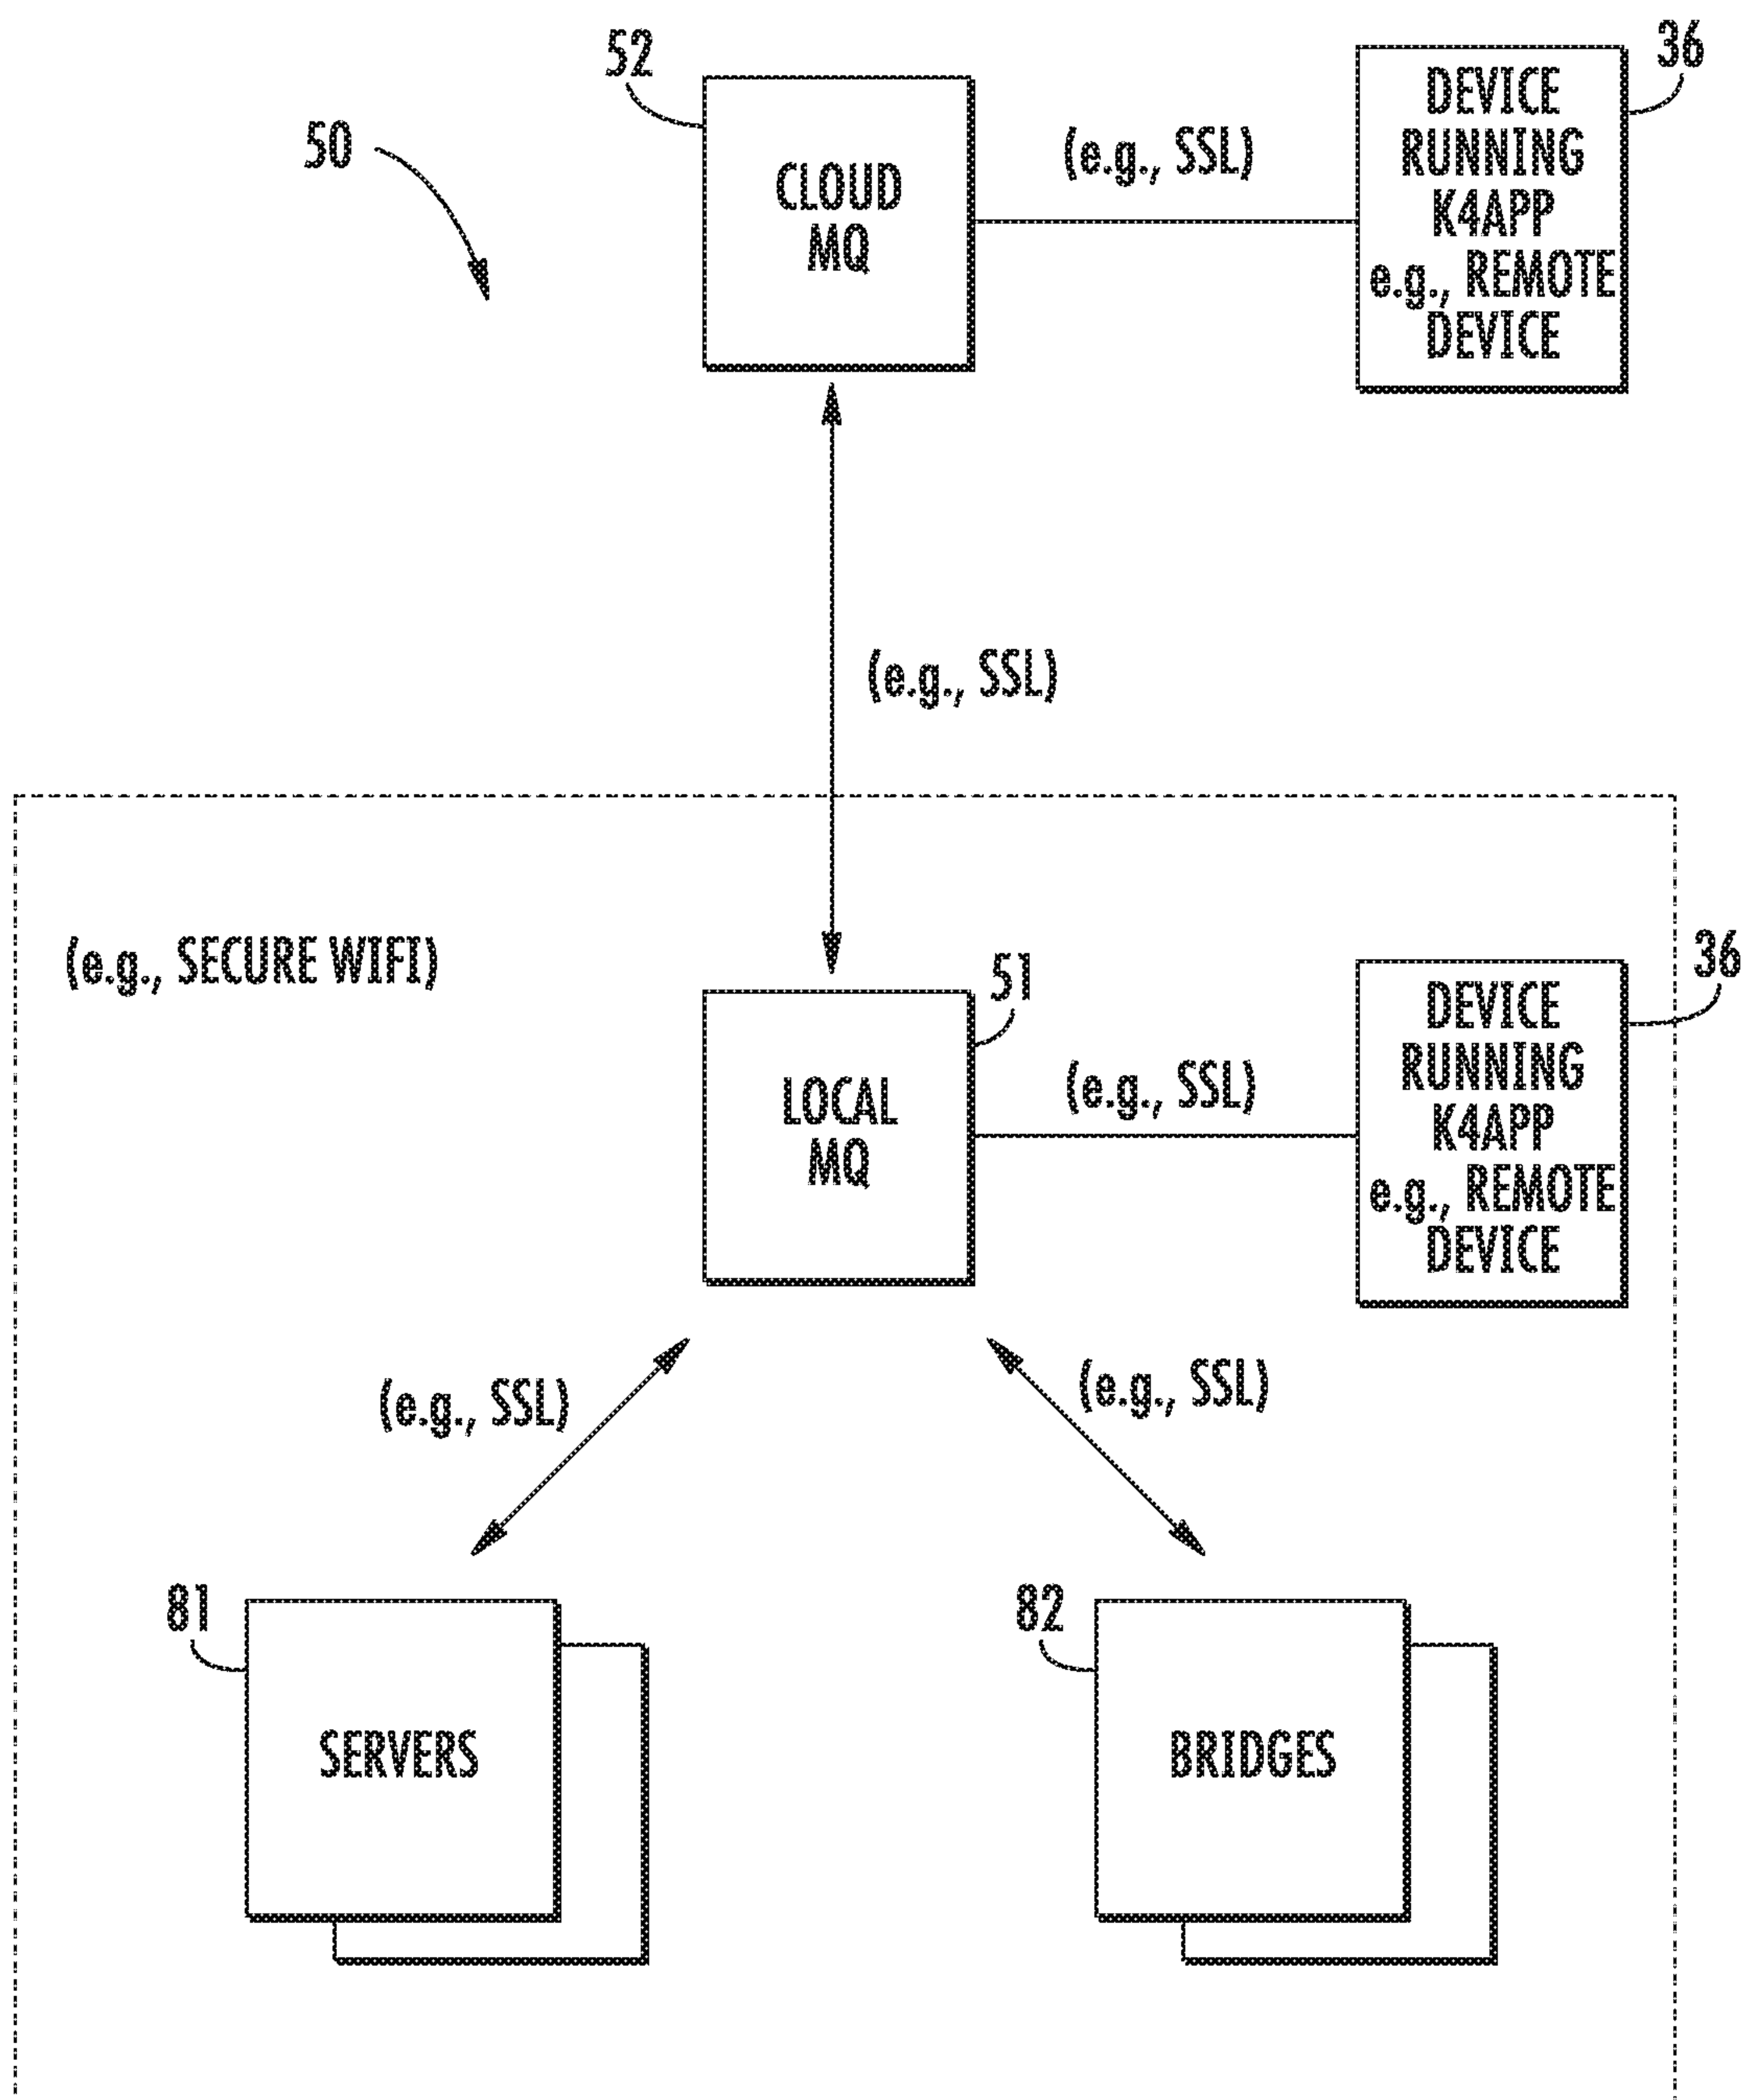 52
36
50
CLOUD
MQ
(e.g., SSL)
DEVICE
RUNNING
K4APP
e.g., REMOTE
DEVICE
(e.g., SSL)
(e.g., SECURE WIFI)
51
36
LOCAL
MQ
(e.g., SSL)
DEVICE
RUNNING
K4APP
e.g., REMOTE
DEVICE
(e.g., SSL)
(e.g., SSL)
81
82
SERVERS
BRIDGES